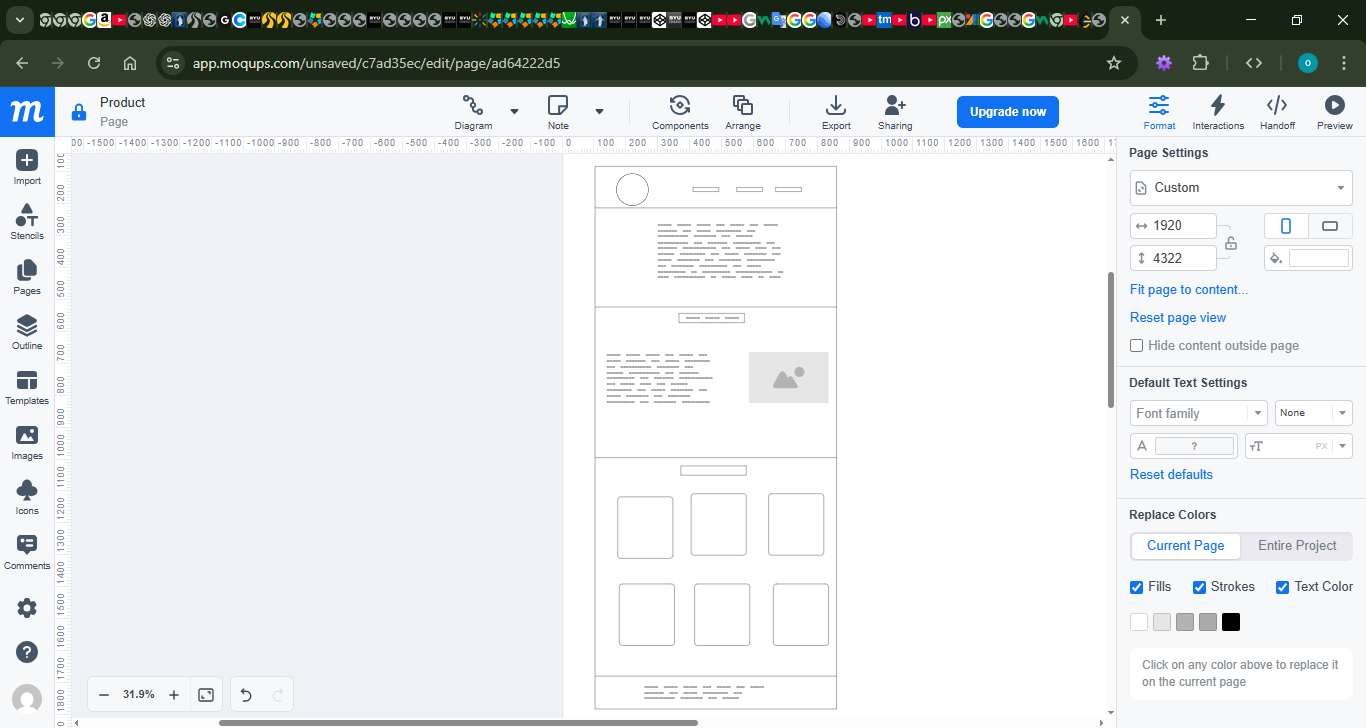 app.moqups.com/unsaved/c7ad35ec/edit/page/ad64222d5
o
m
Product
Page
Diagram
Note
Components
Arrange
Export
Sharing
Upgrade now
Format
Interactions
Handoff
Preview
-1500 -1400 -1300 -1200 -1100 -1000 -900 -800 -700 -600 -500 -400 -300 -200 -100 0 100 200 300 400 500 600 700 800 900 1000 1100 1200 1300 1400 1500 1600
100 200 300 400 500 600 700 800 900 1000 1100 1200 1300 1400 1500 1600 1700 1800
Import
Stencils
Pages
Outline
Templates
Images
Icons
Comments
31.9%
Page Settings
Custom
1920
4322
Fit page to content...
Reset page view
Hide content outside page
Default Text Settings
Font family
None
A
?
TT
PX
Reset defaults
Replace Colors
Current Page
Entire Project
Fills
Strokes
Text Color
Click on any color above to replace it
on the current page